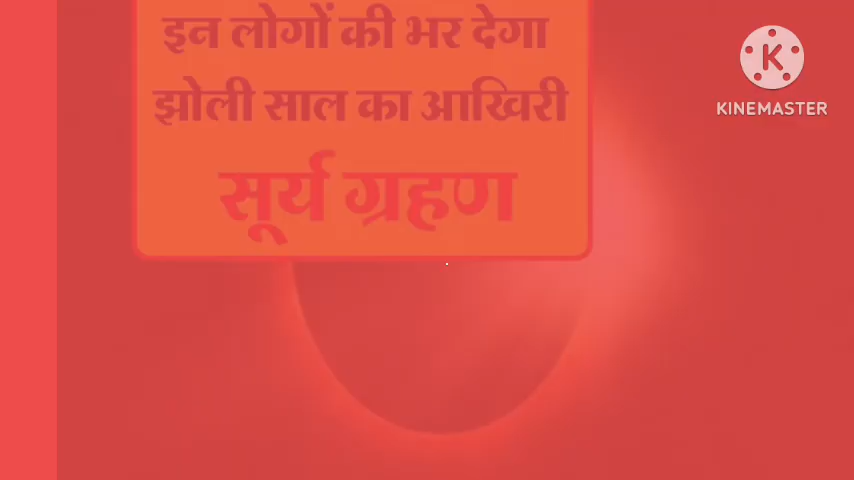 इन लोगों की भर देगा
झोली साल का आखिरी
सूर्य ग्रहण
K
KINEMASTER